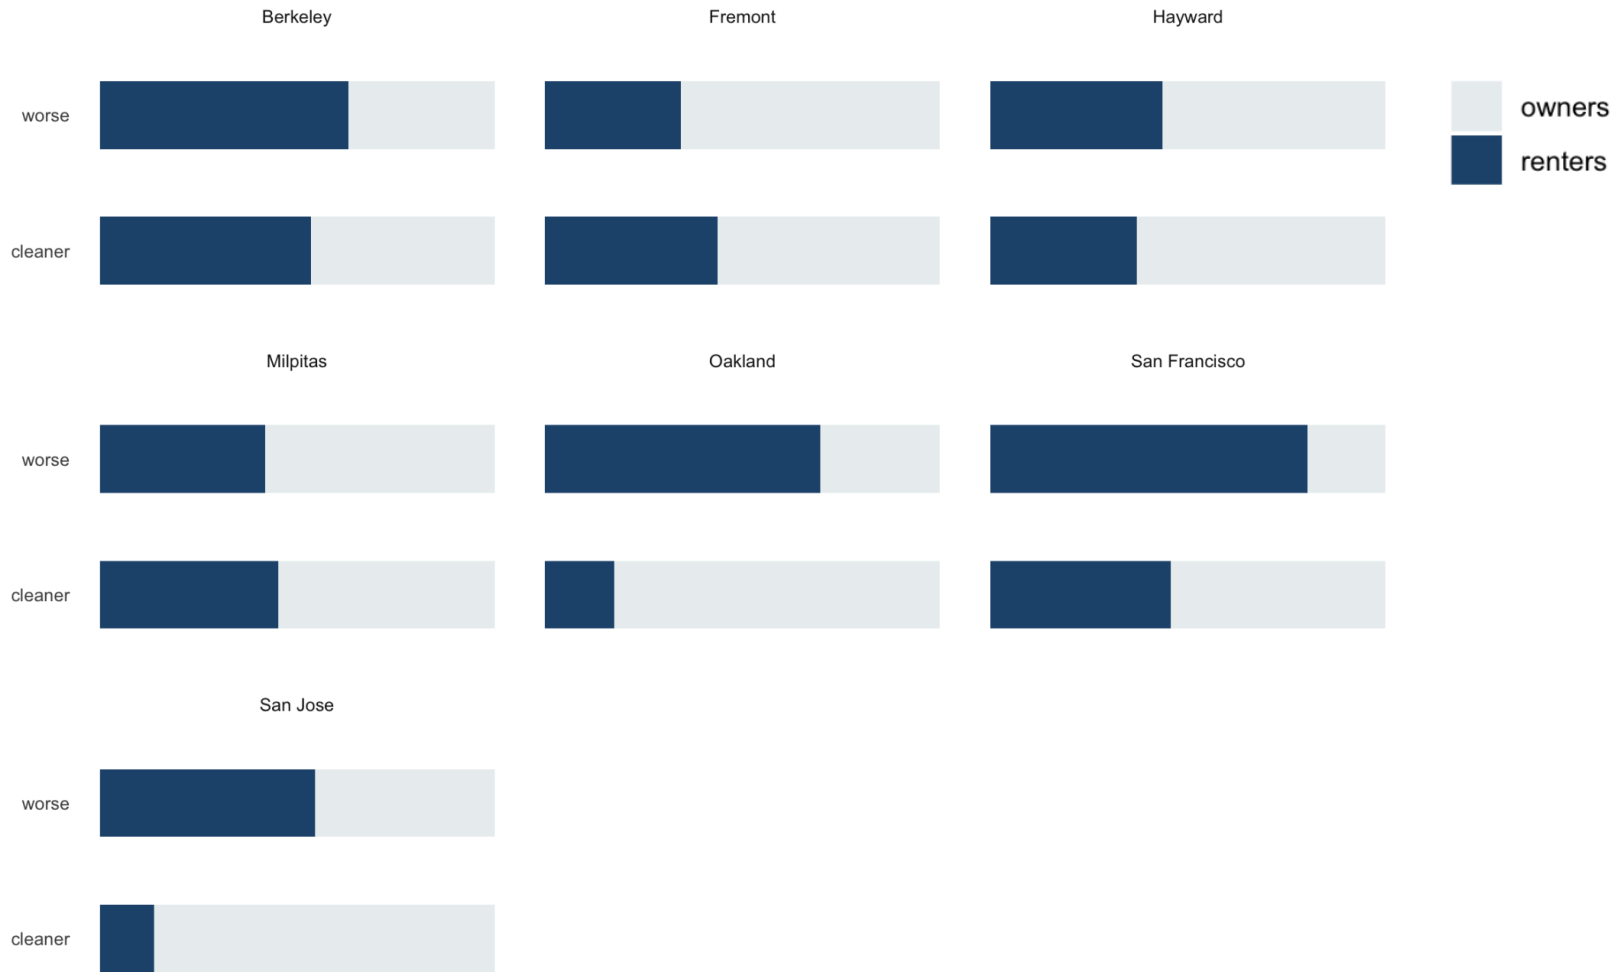 Berkeley
Fremont
Hayward
worse
cleaner
owners
renters
Milpitas
Oakland
San Francisco
worse
cleaner
San Jose
worse
cleaner